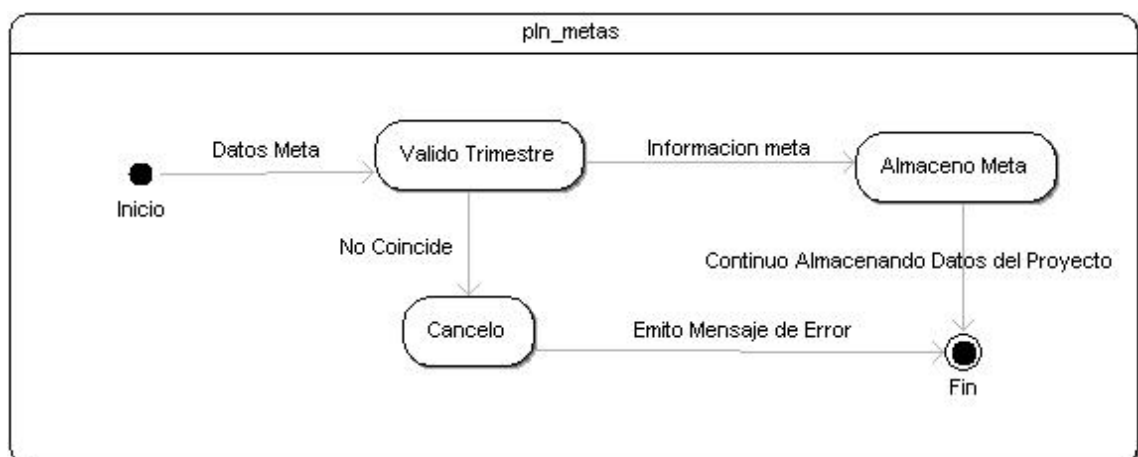 pln_metas
Datos Meta
Valido Trimestre
Informacion meta
Almaceno Meta
Inicio
No Coincide
Continuo Almacenando Datos del Proyecto
Cancelo
Emito Mensaje de Error
Fin